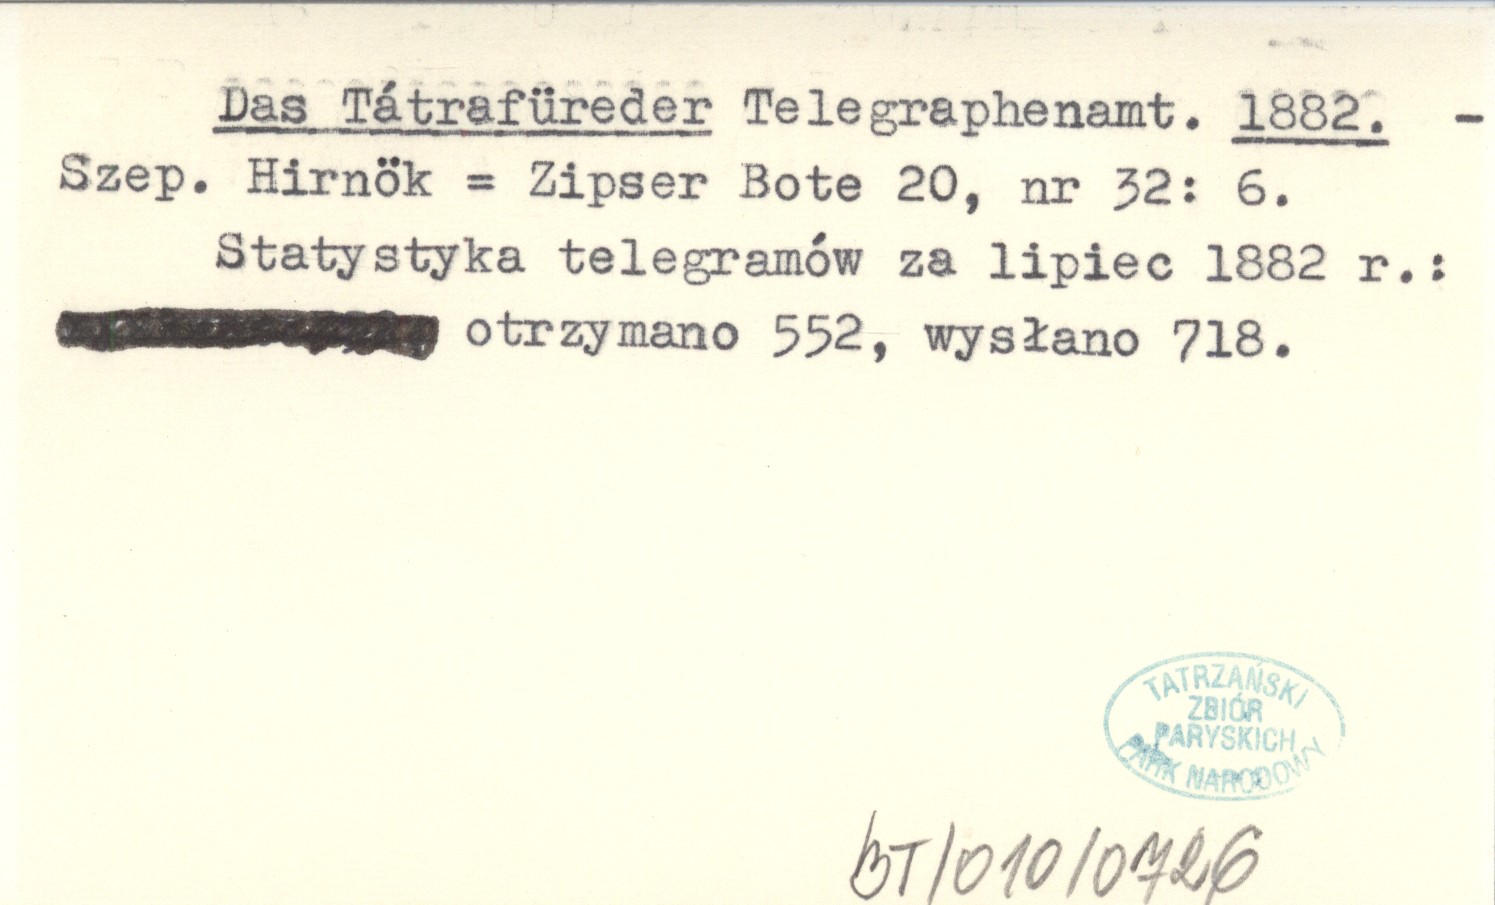 Das Tátrafüreder Telegraphenamt. 1882. -
Szep. Hirnök = Zipser Bote 20, nr 32: 6.
Statystyka telegramów za lipiec 1882 r.:
otrzymano 552, wysłano 718.
TATRZAŃSKI
ZBIÓR
PARYSKICH
PARK NARODOWY
BT/010/0726